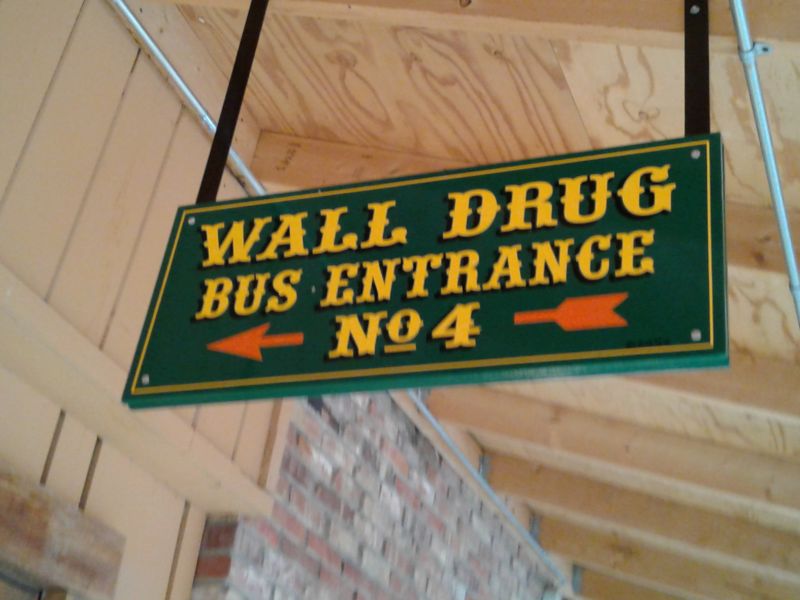 WALL DRUG
BUS ENTRANCE
No 4